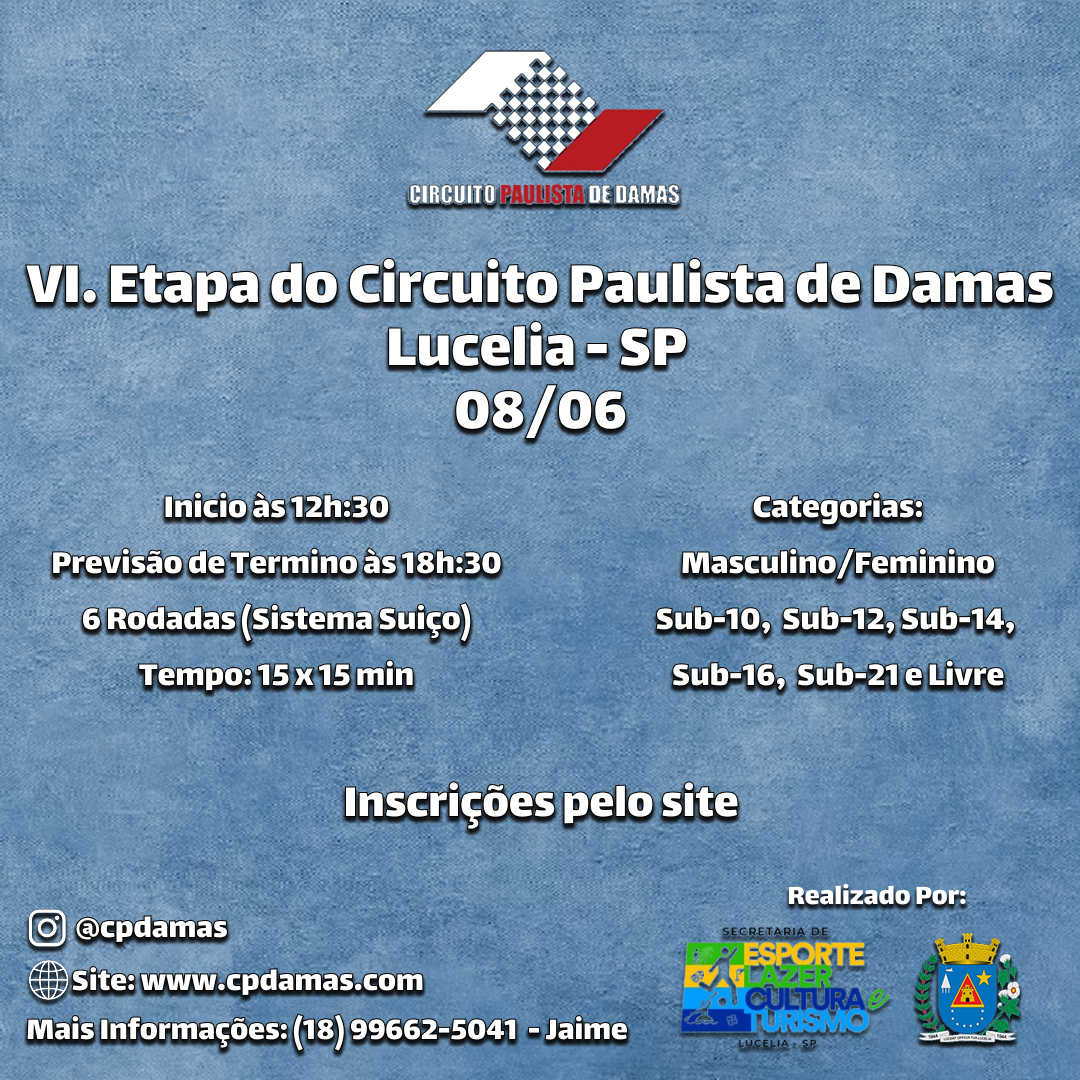 CIRCUITO PAULISTA DE DAMAS
VI. Etapa do Circuito Paulista de Damas
Lucelia - SP
08/06
Inicio às 12h:30
Previsão de Termino às 18h:30
6 Rodadas (Sistema Suiço)
Tempo: 15 x 15 min
Categorias:
Masculino/Feminino
Sub-10, Sub-12, Sub-14,
Sub-16, Sub-21 e Livre
Inscrições pelo site
@cpdamas
Site: www.cpdamas.com
Mais Informações: (18) 99662-5041 - Jaime
Realizado Por:
SECRETARIA DE
ESPORTE
LAZER
CULTURA e
TURISMO
LUCELIA - SP
1944
1944